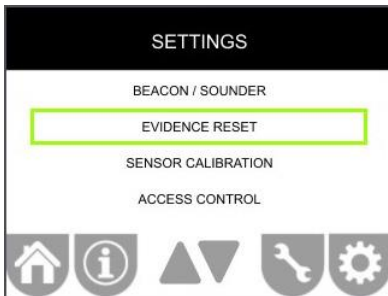 SETTINGS
BEACON / SOUNDER
EVIDENCE RESET
SENSOR CALIBRATION
ACCESS CONTROL